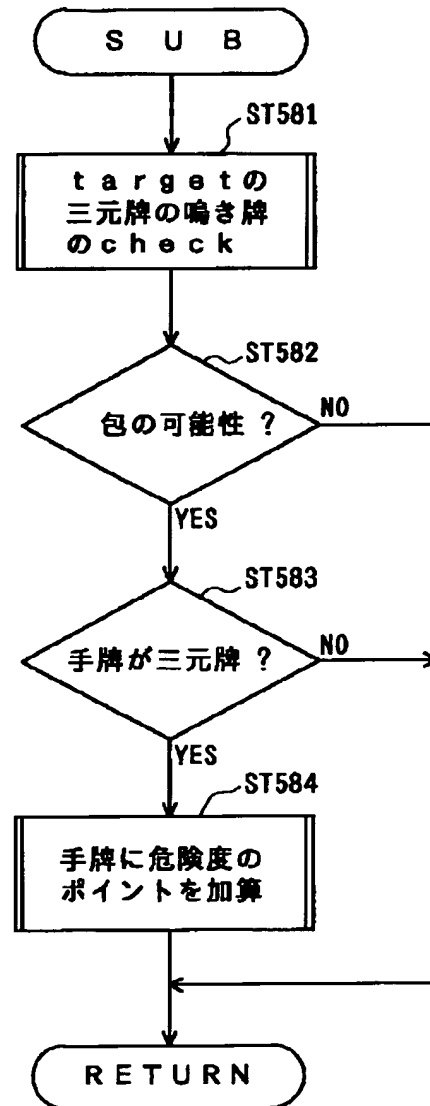 SUB
ST581
targetの
三元牌の鳴き牌
のcheck
ST582
包の可能性?
NO
YES
ST583
手牌が三元牌?
NO
YES
ST584
手牌に危険度の
ポイントを加算
RETURN